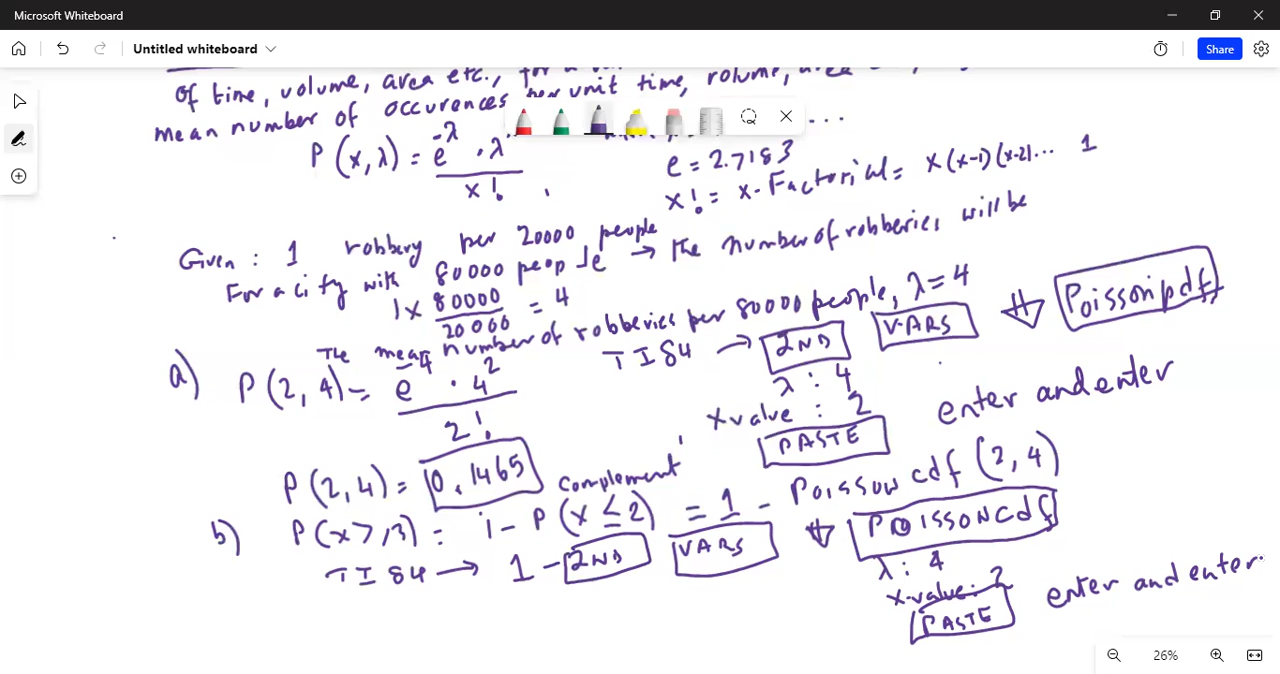 Microsoft Whiteboard
Untitled whiteboard
Share
of time, volume, area etc., for a
mean number of occurences per unit time, volume, area
P(x,λ) = e^-λ · λ / x!
e = 2.7183
x! = x-Factorial = x(x-1)(x-2)... 1
Given : 1 robbery per 20000 people
For a city with 80000 people → the number of robberies will be
1 x 80000/20000 = 4
The mean number of robberies per 80000 people, λ = 4
a) P(2, 4) = e^-4 · 4^2 / 2!
TI 84 → 2ND VARS ↓ Poissonpdf,
λ : 4
x value : 2
PASTE enter and enter
P(2, 4) = 0.1465
complement
b) P(x ≥ 3) = 1 - P(x ≤ 2) = 1 - Poisson cdf (2, 4)
TI 84 → 1 - 2ND VARS ↓ POISSONCdf
λ : 4
x-value: 2
PASTE enter and enter
26%